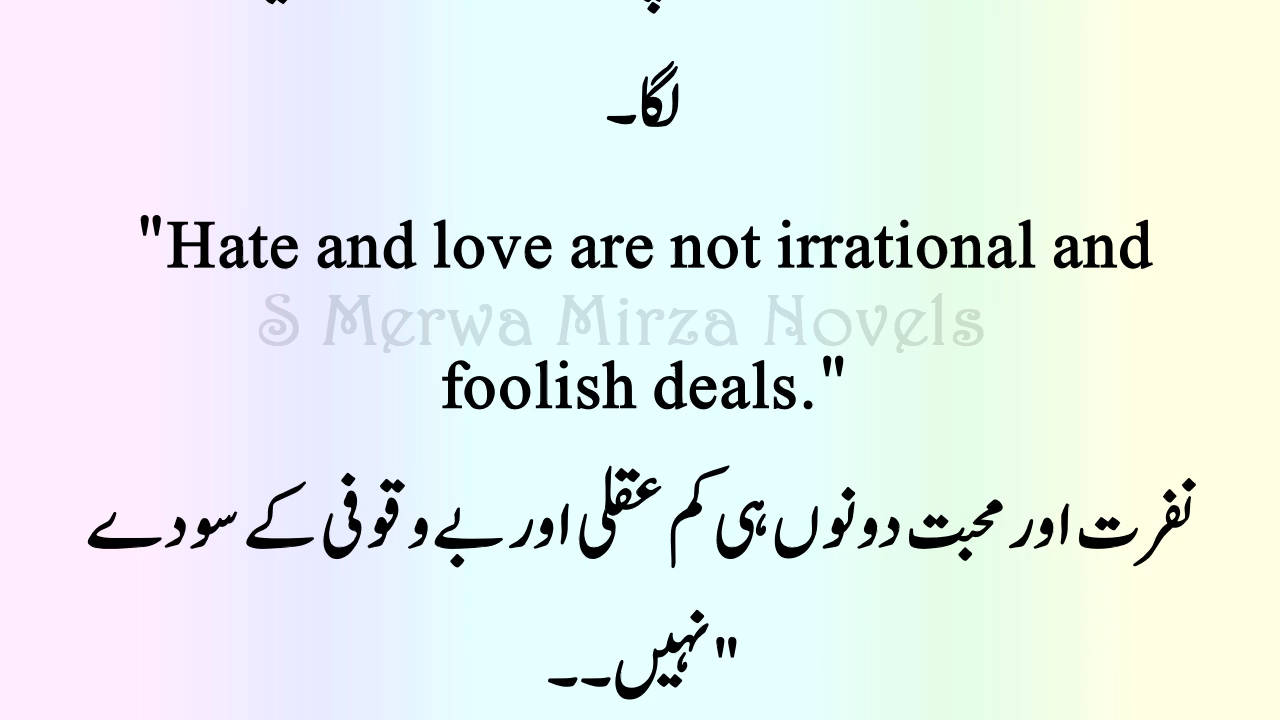 لگا۔
"Hate and love are not irrational and
S Merwa Mirza Novels
foolish deals."
نفرت اور محبت دونوں ہی کم عقلی اور بے وقوفی کے سودے
نہیں۔۔"